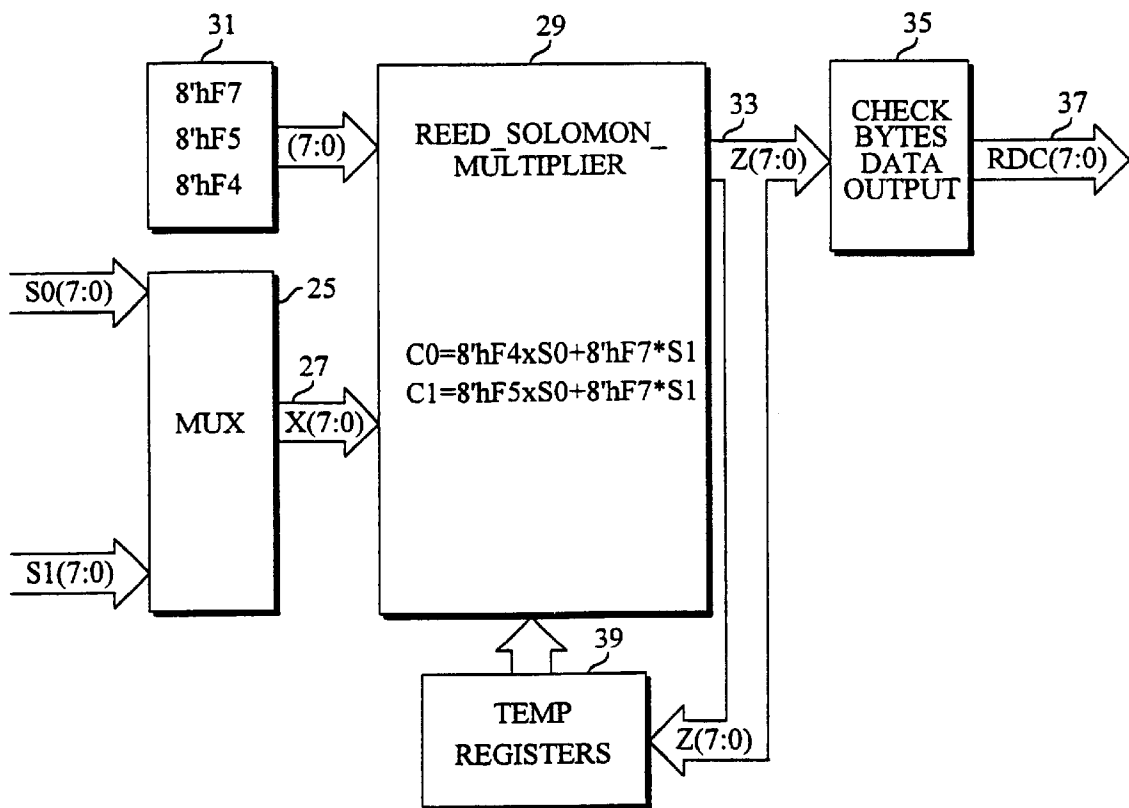 31
8'hF7
8'hF5
8'hF4
(7:0)
29
REED_SOLOMON_
MULTIPLIER
C0=8'hF4xS0+8'hF7*S1
C1=8'hF5xS0+8'hF7*S1
33
Z(7:0)
35
CHECK
BYTES
DATA
OUTPUT
37
RDC(7:0)
S0(7:0)
25
MUX
27
X(7:0)
S1(7:0)
39
TEMP
REGISTERS
Z(7:0)